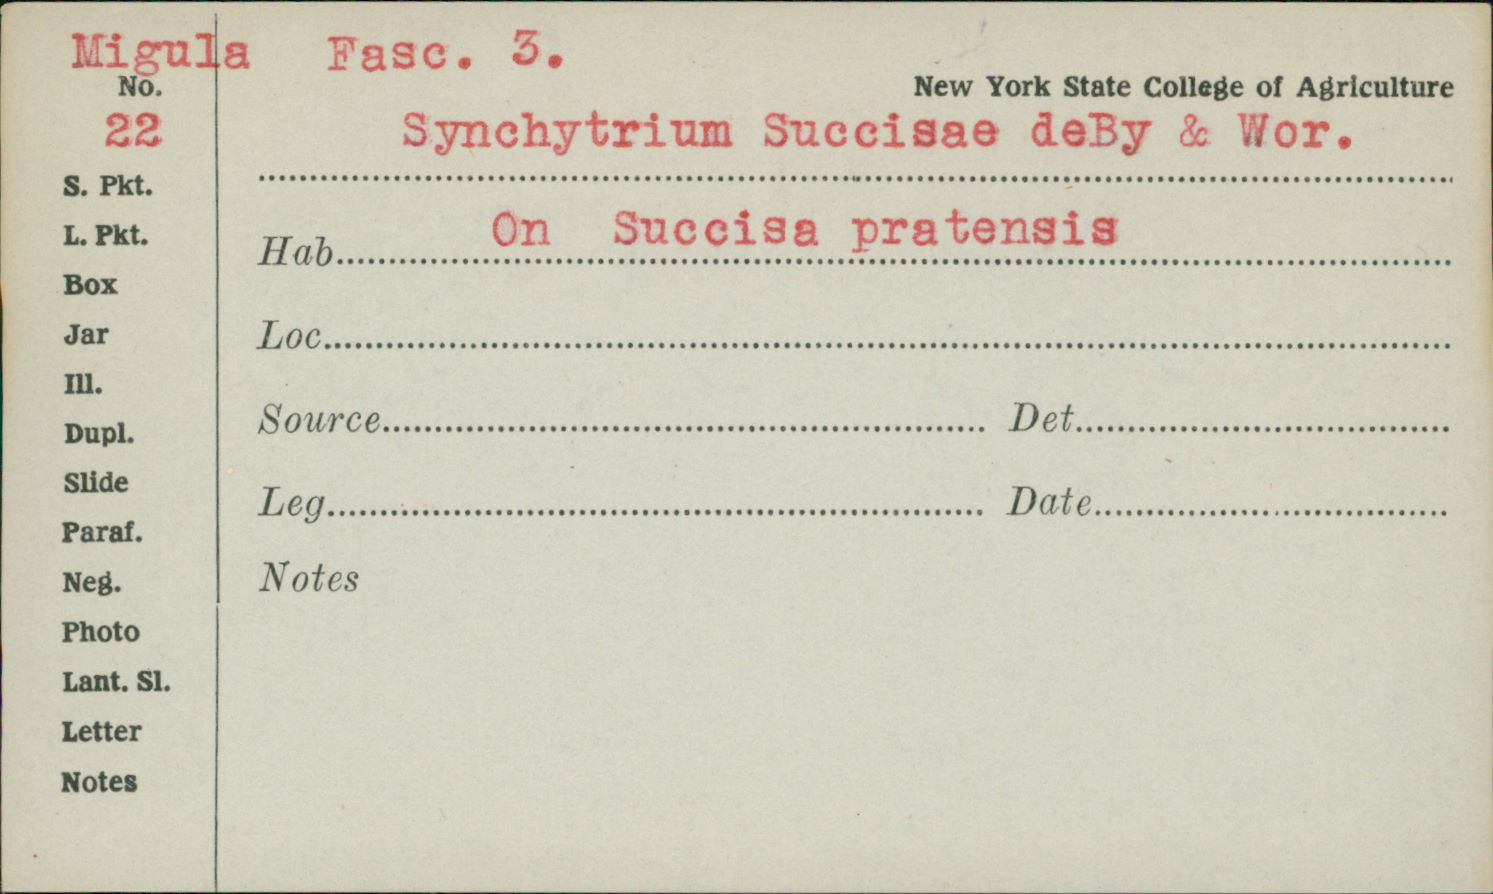 Migula Fasc. 3.
No.
New York State College of Agriculture
22
Synchytrium Succisae deBy & Wor.
S. Pkt.
L. Pkt.
Hab. On Succisa pratensis
Box
Jar
Loc.
Ill.
Dupl.
Source Det.
Slide
Leg. Date
Paraf.
Neg.
Notes
Photo
Lant. Sl.
Letter
Notes